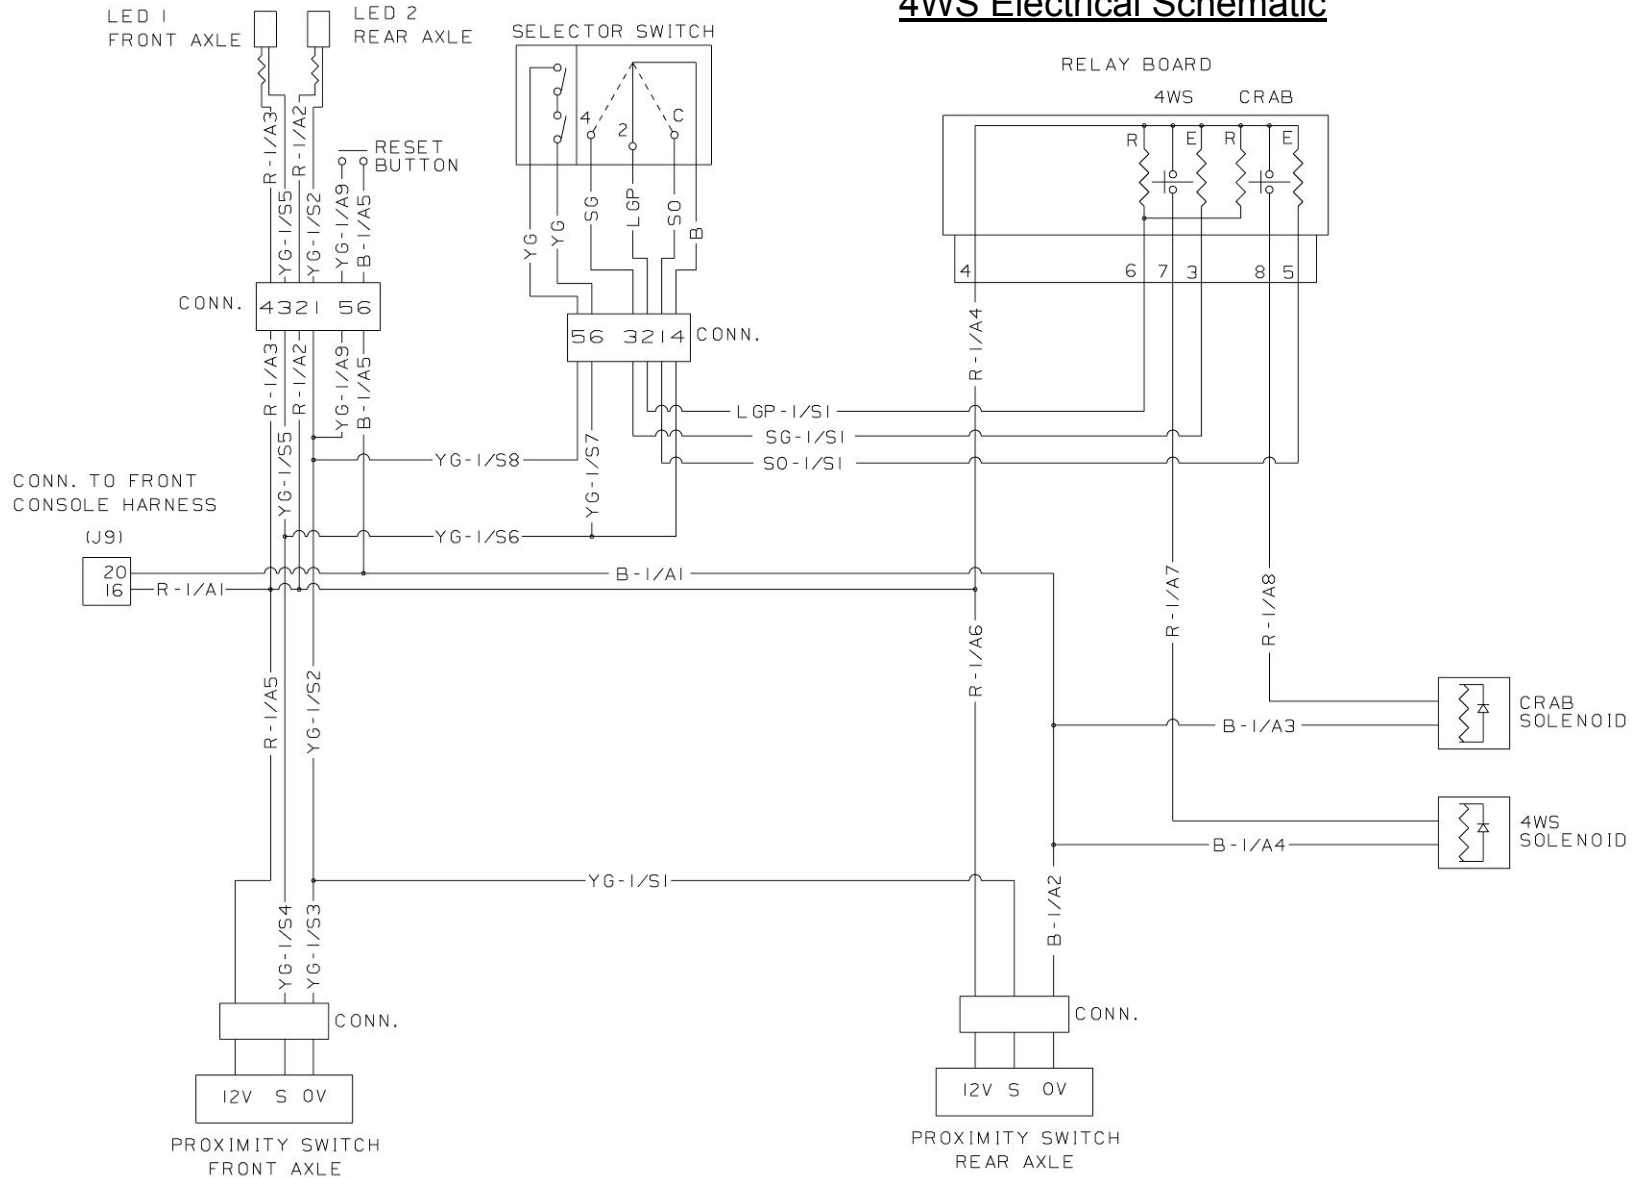 4WS Electrical Schematic
LED 1
FRONT AXLE
LED 2
REAR AXLE
SELECTOR SWITCH
RELAY BOARD
4WS CRAB
R E R E
4 2 C
RESET
BUTTON
R-1/A3
YG-1/S5
R-1/A2
YG-1/S2
YG-1/A9
B-1/A5
YG
YG
SG
LGP
SO
B
4 6 7 3 8 5
CONN.
4321 56
56 3214
CONN.
R-1/A3
YG-1/S5
R-1/A2
YG-1/A9
B-1/A5
R-1/A4
LGP-1/S1
SG-1/S1
SO-1/S1
YG-1/S8
YG-1/S7
YG-1/S6
CONN. TO FRONT
CONSOLE HARNESS
(J9)
20
16
R-1/A1
B-1/A1
R-1/A7
R-1/A8
R-1/A6
R-1/A5
YG-1/S2
CRAB
SOLENOID
B-1/A3
4WS
SOLENOID
B-1/A4
YG-1/S1
B-1/A2
YG-1/S4
YG-1/S3
CONN.
CONN.
12V S 0V
12V S 0V
PROXIMITY SWITCH
FRONT AXLE
PROXIMITY SWITCH
REAR AXLE